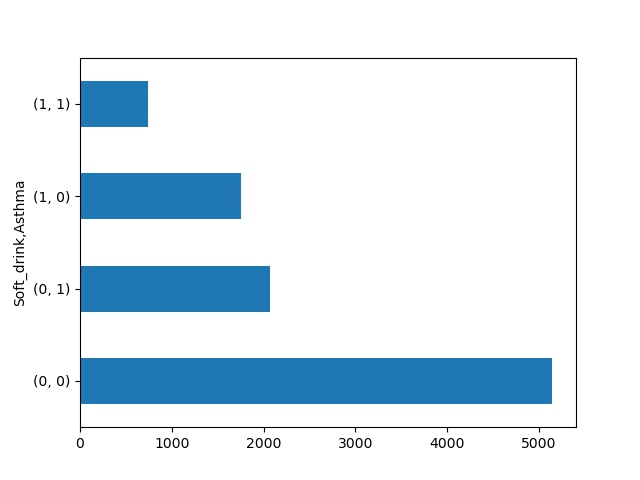 (1, 1)
(1, 0)
(0, 1)
(0, 0)
Soft_drink,Asthma
0 1000 2000 3000 4000 5000